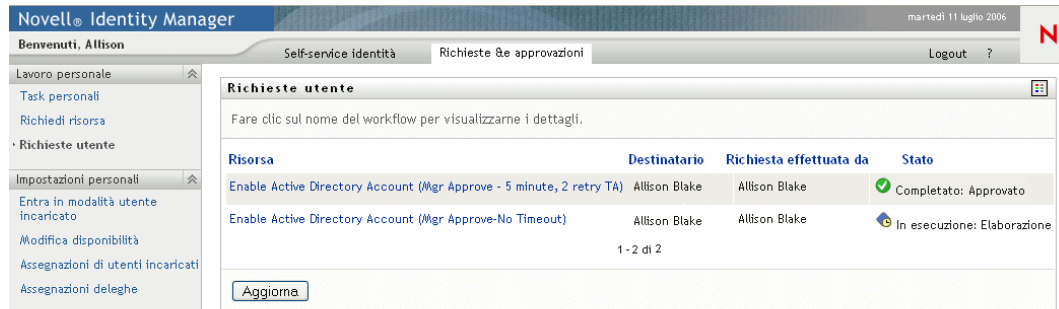 Novell® Identity Manager
martedì 11 luglio 2006
N
Benvenuti, Allison
Self-service identità
Richieste &e approvazioni
Logout
?
Lavoro personale
Task personali
Richiedi risorsa
Richieste utente
Impostazioni personali
Entra in modalità utente
incaricato
Modifica disponibilità
Assegnazioni di utenti incaricati
Assegnazioni deleghe
Richieste utente
Fare clic sul nome del workflow per visualizzarne i dettagli.
Risorsa Destinatario Richiesta effettuata da Stato
Enable Active Directory Account (Mgr Approve - 5 minute, 2 retry TA) Allison Blake Allison Blake Completato: Approvato
Enable Active Directory Account (Mgr Approve-No Timeout) Allison Blake Allison Blake In esecuzione: Elaborazione
1 - 2 di 2
Aggiorna